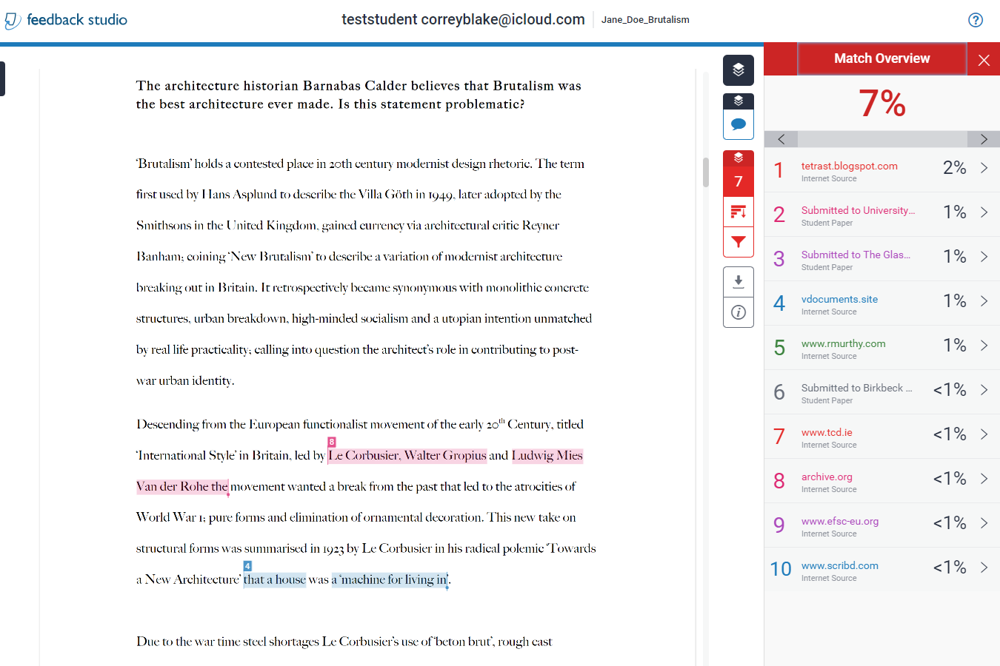 feedback studio
teststudent correyblake@icloud.com
Jane_Doe_Brutalism
?
The architecture historian Barnabas Calder believes that Brutalism was
the best architecture ever made. Is this statement problematic?
‘Brutalism’ holds a contested place in 20th century modernist design rhetoric. The term
first used by Hans Asplund to describe the Villa Göth in 1949, later adopted by the
Smithsons in the United Kingdom, gained currency via architectural critic Reyner
Banham; coining ‘New Brutalism’ to describe a variation of modernist architecture
breaking out in Britain. It retrospectively became synonymous with monolithic concrete
structures, urban breakdown, high-minded socialism and a utopian intention unmatched
by real life practicality; calling into question the architect’s role in contributing to post-
war urban identity.
Descending from the European functionalist movement of the early 20th Century, titled
8
‘International Style’ in Britain, led by Le Corbusier, Walter Gropius and Ludwig Mies
Van der Rohe the movement wanted a break from the past that led to the atrocities of
World War 1; pure forms and elimination of ornamental decoration. This new take on
structural forms was summarised in 1923 by Le Corbusier in his radical polemic ‘Towards
4
a New Architecture’ that a house was a ‘machine for living in’.
Due to the war time steel shortages Le Corbusier’s use of ‘beton brut’, rough cast
7
i
Match Overview
7%
1 tetrast.blogspot.com 2%
Internet Source
2 Submitted to University... 1%
Student Paper
3 Submitted to The Glas... 1%
Student Paper
4 vdocuments.site 1%
Internet Source
5 www.rmurthy.com 1%
Internet Source
6 Submitted to Birkbeck ... <1%
Student Paper
7 www.tcd.ie <1%
Internet Source
8 archive.org <1%
Internet Source
9 www.efsc-eu.org <1%
Internet Source
10 www.scribd.com <1%
Internet Source